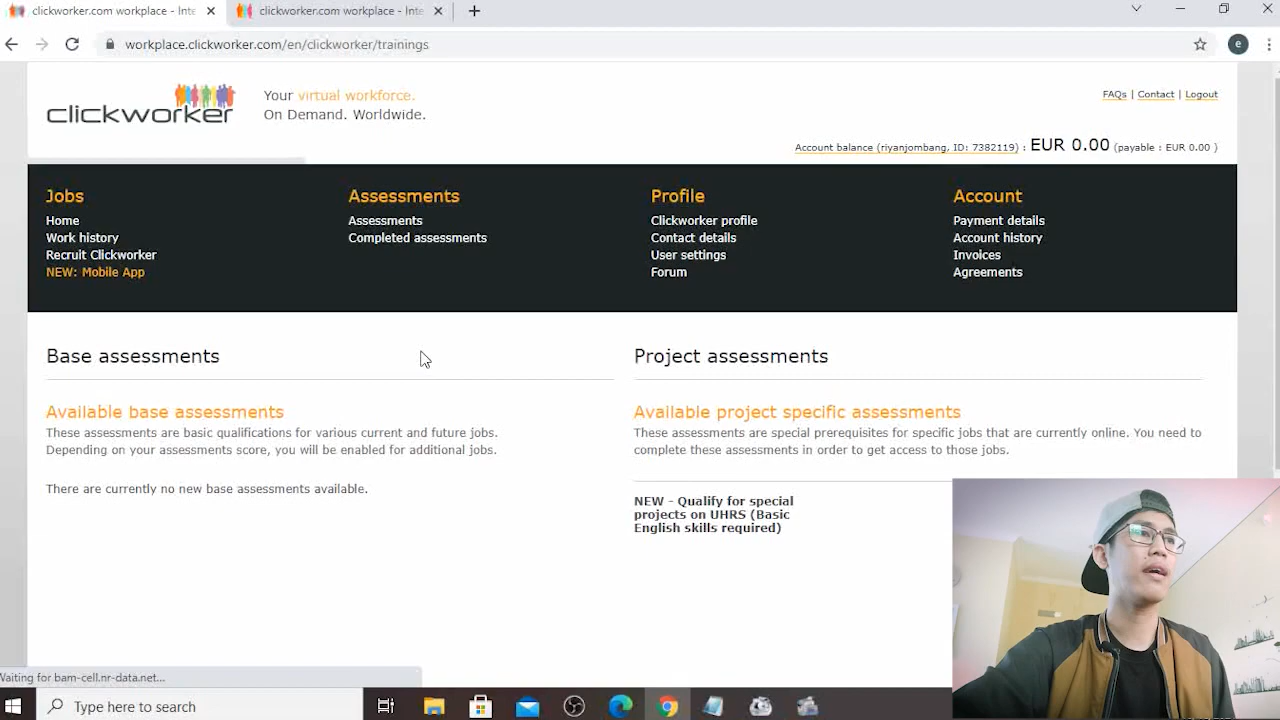 clickworker.com workplace - Inte
clickworker.com workplace - Inte
workplace.clickworker.com/en/clickworker/trainings
e
clickworker
Your virtual workforce.
On Demand. Worldwide.
FAQs | Contact | Logout
Account balance (riyanjombang, ID: 7382119) : EUR 0.00 (payable : EUR 0.00 )
Jobs
Home
Work history
Recruit Clickworker
NEW: Mobile App
Assessments
Assessments
Completed assessments
Profile
Clickworker profile
Contact details
User settings
Forum
Account
Payment details
Account history
Invoices
Agreements
Base assessments
Available base assessments
These assessments are basic qualifications for various current and future jobs.
Depending on your assessments score, you will be enabled for additional jobs.
There are currently no new base assessments available.
Project assessments
Available project specific assessments
These assessments are special prerequisites for specific jobs that are currently online. You need to
complete these assessments in order to get access to those jobs.
NEW - Qualify for special
projects on UHRS (Basic
English skills required)
Waiting for bam-cell.nr-data.net...
Type here to search